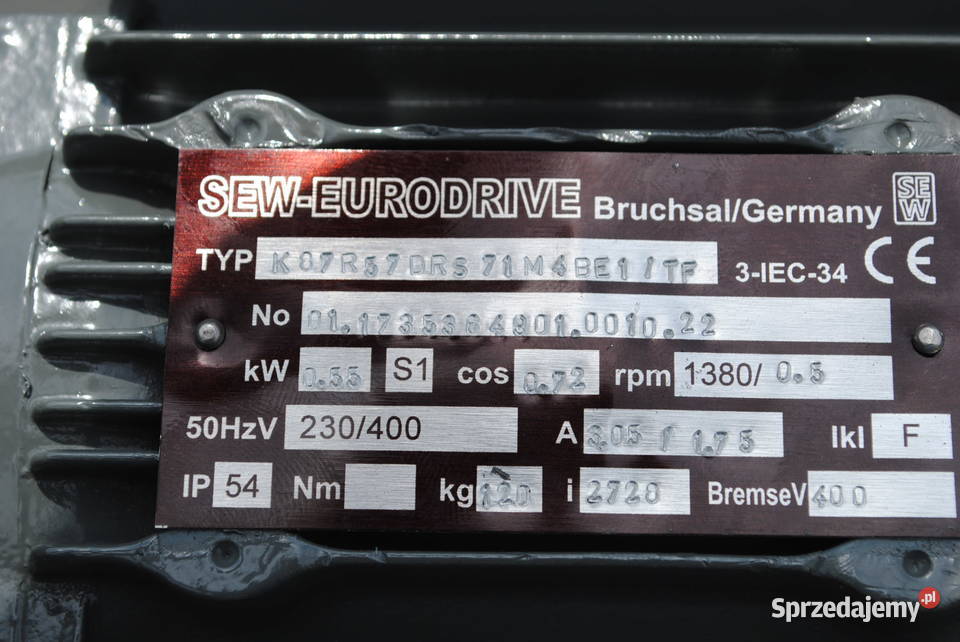 SEW-EURODRIVE Bruchsal/Germany SEW
TYP K87R57DRS71M4BE1/TF 3-IEC-34 CE
No 01.1735364901.0010.22
kW 0.55 S1 cos 0.72 rpm 1380/ 0.5
50HzV 230/400 A 3.05 / 1.75 Ikl F
IP 54 Nm kg 120 i 2728 BremseV 400
Sprzedajemy.pl